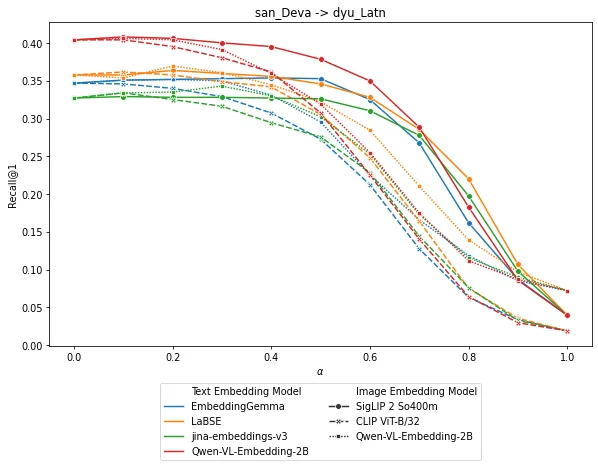 san_Deva -> dyu_Latn
Recall@1
0.40
0.35
0.30
0.25
0.20
0.15
0.10
0.05
0.00
0.0 0.2 0.4 0.6 0.8 1.0
α
Text Embedding Model Image Embedding Model
EmbeddingGemma SigLIP 2 So400m
LaBSE CLIP ViT-B/32
jina-embeddings-v3 Qwen-VL-Embedding-2B
Qwen-VL-Embedding-2B